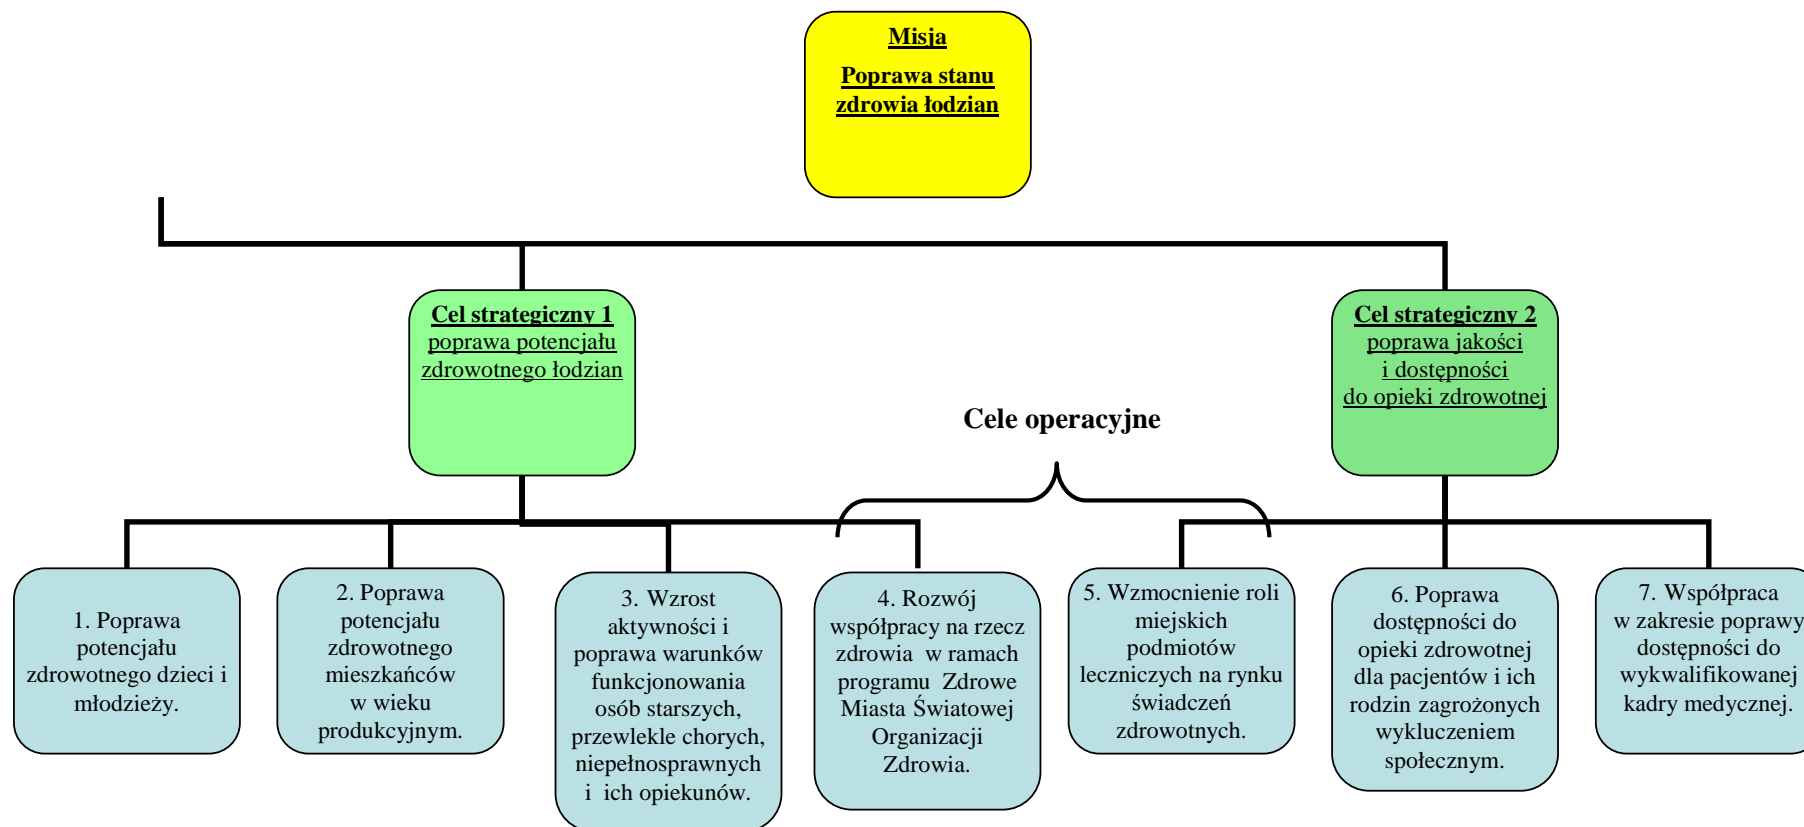 Misja
Poprawa stanu
zdrowia łodzian
Cel strategiczny 1
poprawa potencjału
zdrowotnego łodzian
Cel strategiczny 2
poprawa jakości
i dostępności
do opieki zdrowotnej
Cele operacyjne
1. Poprawa
potencjału
zdrowotnego dzieci i
młodzieży.
2. Poprawa
potencjału
zdrowotnego
mieszkańców
w wieku
produkcyjnym.
3. Wzrost
aktywności i
poprawa warunków
funkcjonowania
osób starszych,
przewlekle chorych,
niepełnosprawnych
i ich opiekunów.
4. Rozwój
współpracy na rzecz
zdrowia w ramach
programu Zdrowe
Miasta Światowej
Organizacji
Zdrowia.
5. Wzmocnienie roli
miejskich
podmiotów
leczniczych na rynku
świadczeń
zdrowotnych.
6. Poprawa
dostępności do
opieki zdrowotnej
dla pacjentów i ich
rodzin zagrożonych
wykluczeniem
społecznym.
7. Współpraca
w zakresie poprawy
dostępności do
wykwalifikowanej
kadry medycznej.